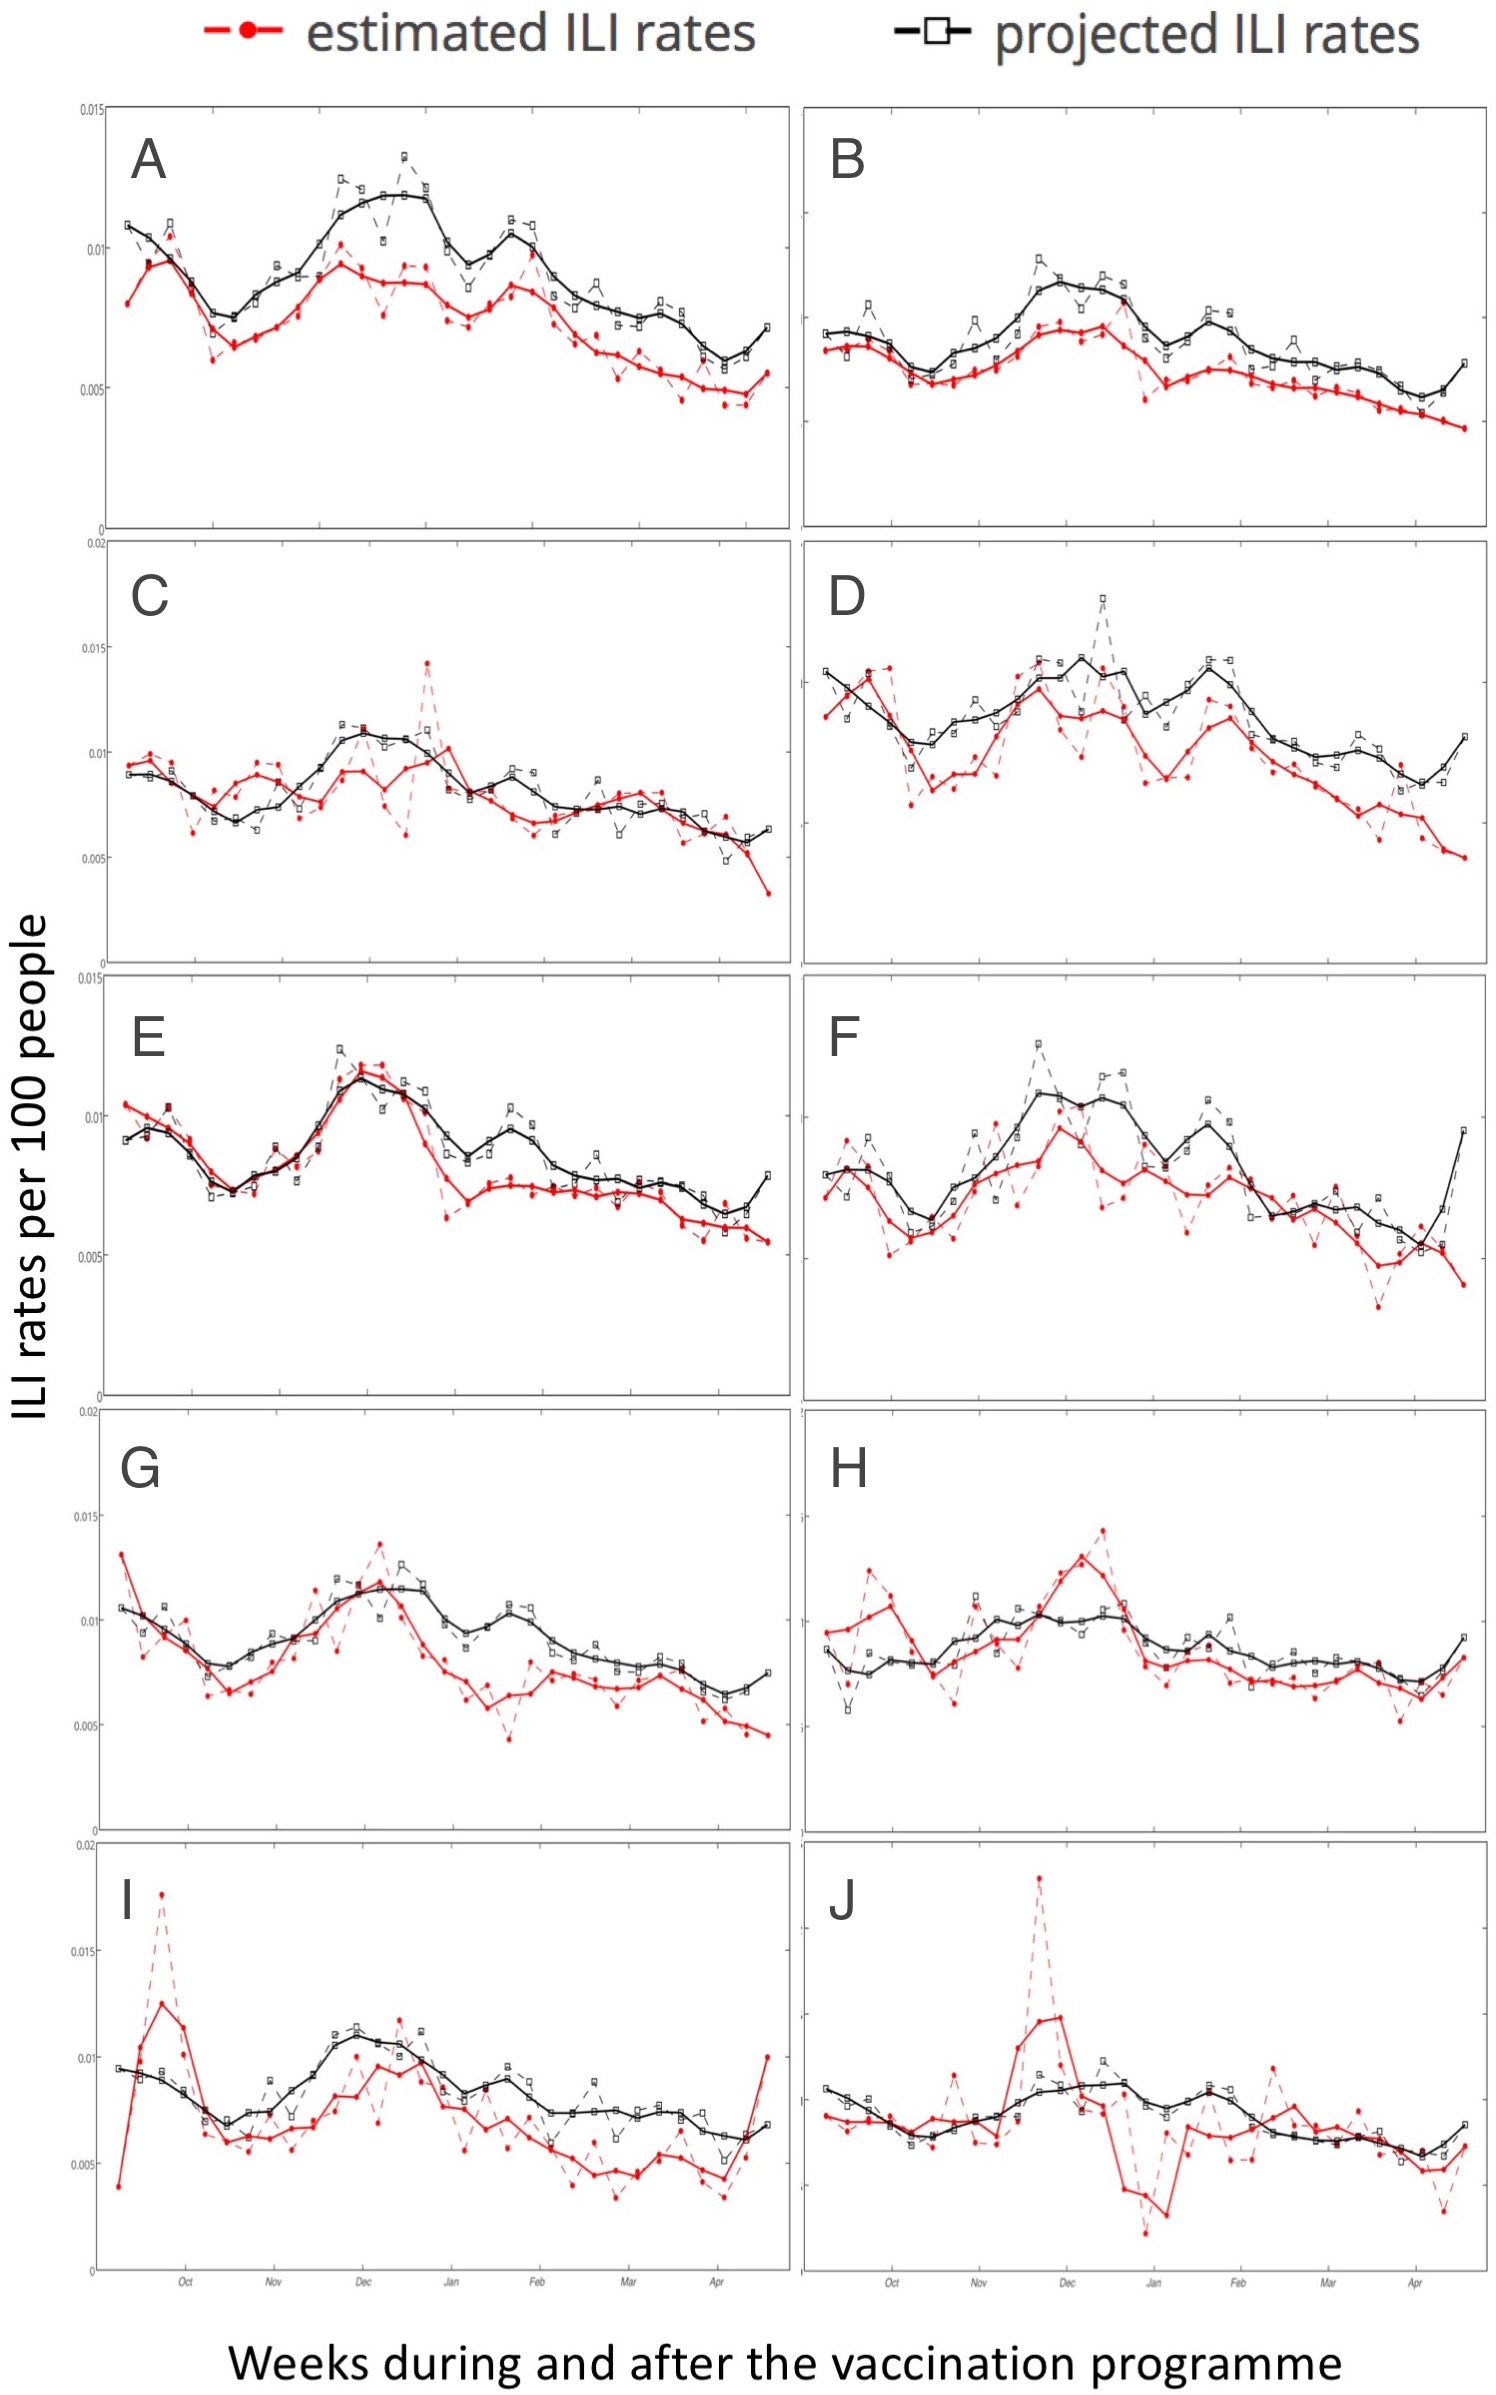 estimated ILI rates
projected ILI rates
ILI rates per 100 people
A
0.015
0.01
0.005
0
B
C
0.02
0.015
0.01
0.005
0
D
E
0.015
0.01
0.005
0
F
G
0.02
0.015
0.01
0.005
0
H
I
0.02
0.015
0.01
0.005
0
Oct Nov Dec Jan Feb Mar Apr
J
Oct Nov Dec Jan Feb Mar Apr
Weeks during and after the vaccination programme